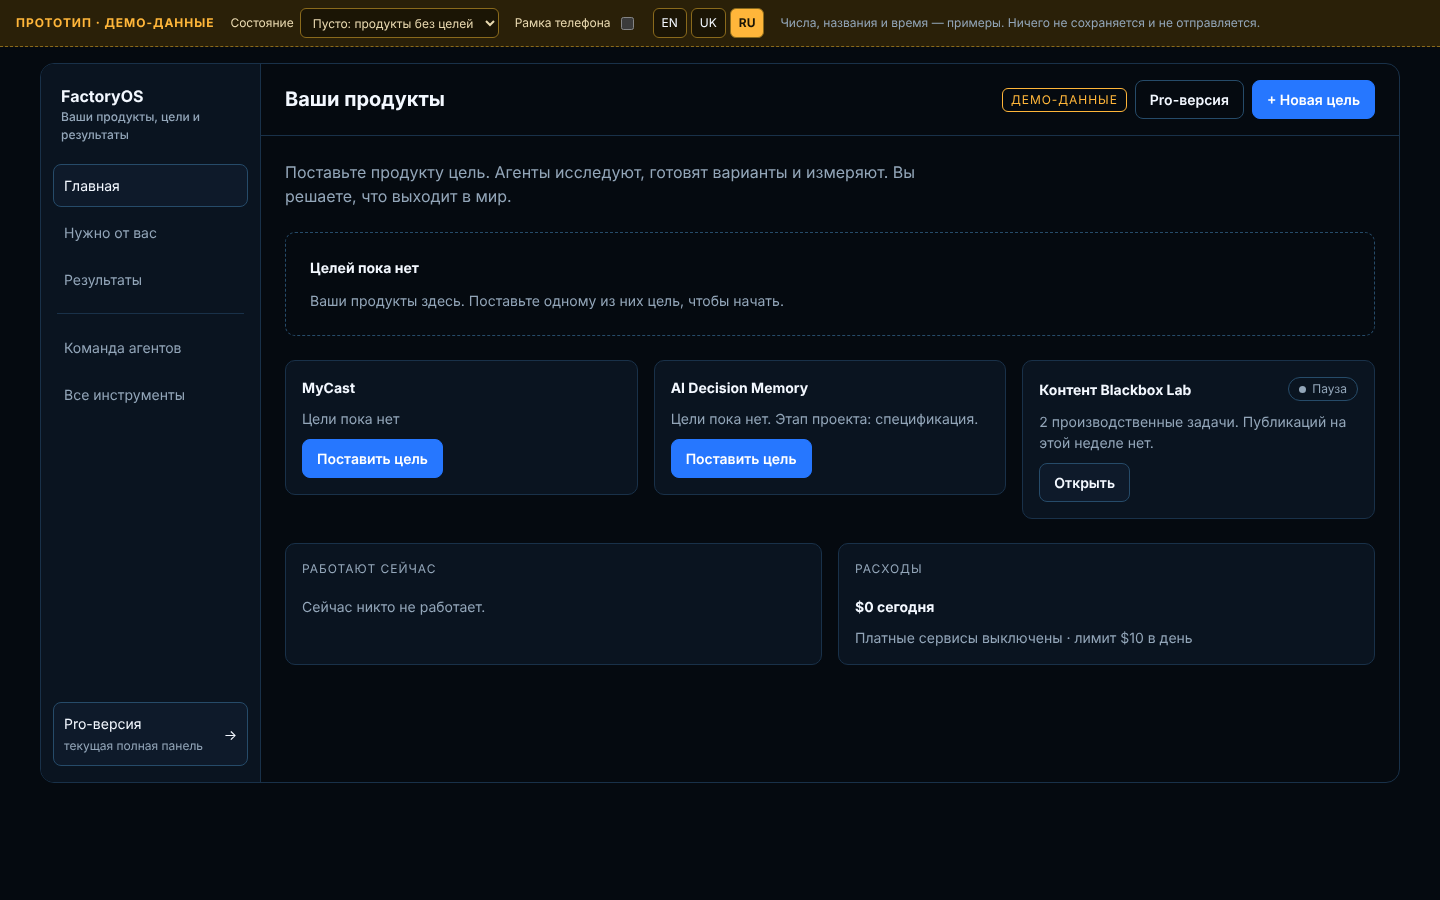 ПРОТОТИП · ДЕМО-ДАННЫЕ
Состояние
Пусто: продукты без целей
Рамка телефона
EN
UK
RU
Числа, названия и время — примеры. Ничего не сохраняется и не отправляется.
FactoryOS
Ваши продукты, цели и
результаты
Главная
Нужно от вас
Результаты
Команда агентов
Все инструменты
Pro-версия
текущая полная панель
→
Ваши продукты
ДЕМО-ДАННЫЕ
Pro-версия
+ Новая цель
Поставьте продукту цель. Агенты исследуют, готовят варианты и измеряют. Вы
решаете, что выходит в мир.
Целей пока нет
Ваши продукты здесь. Поставьте одному из них цель, чтобы начать.
MyCast
Цели пока нет
Поставить цель
AI Decision Memory
Цели пока нет. Этап проекта: спецификация.
Поставить цель
Контент Blackbox Lab
Пауза
2 производственные задачи. Публикаций на
этой неделе нет.
Открыть
РАБОТАЮТ СЕЙЧАС
Сейчас никто не работает.
РАСХОДЫ
$0 сегодня
Платные сервисы выключены · лимит $10 в день